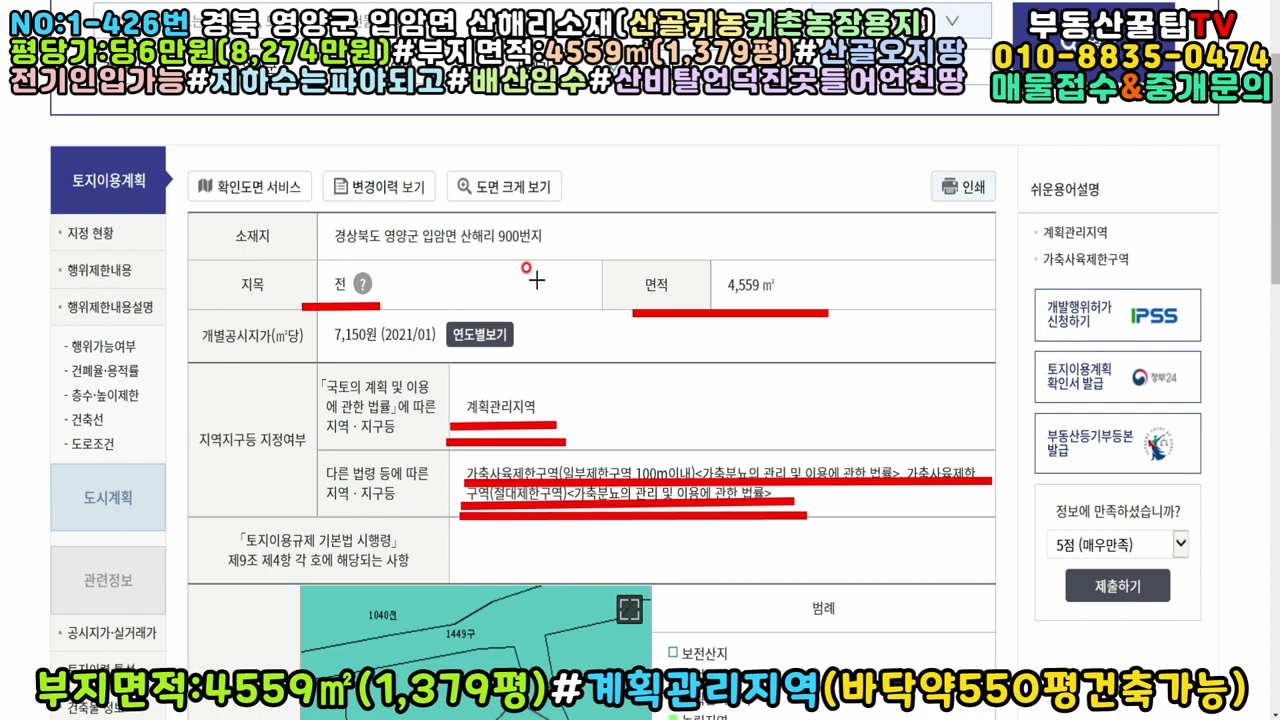 NO:1-426번 경북 영양군 입암면 산해리소재(산골귀농귀촌농장용지)
평당가:당6만원(8,274만원)#부지면적:4559㎡(1,379평)#산골오지땅
전기인입가능#지하수는파야되고#배산임수#산비탈언덕진곳들어언친땅
부동산꿀팁TV
010-8835-0474
매물접수&중개문의
토지이용계획
지정 현황
행위제한내용
행위제한내용설명
- 행위가능여부
- 건폐율·용적률
- 층수·높이제한
- 건축선
- 도로조건
도시계획
관련정보
공시지가·실거래가
확인도면 서비스
변경이력 보기
도면 크게 보기
인쇄
소재지
경상북도 영양군 입암면 산해리 900번지
지목
전 ?
면적
4,559 ㎡
개별공시지가(㎡당)
7,150원 (2021/01) 연도별보기
지역지구등 지정여부
「국토의 계획 및 이용
에 관한 법률」에 따른
지역ㆍ지구등
계획관리지역
다른 법령 등에 따른
지역ㆍ지구등
가축사육제한구역(일부제한구역 100m이내)<가축분뇨의 관리 및 이용에 관한 법률>, 가축사육제한
구역(절대제한구역)<가축분뇨의 관리 및 이용에 관한 법률>
「토지이용규제 기본법 시행령」
제9조 제4항 각 호에 해당되는 사항
1040천
1449구
범례
보전산지
쉬운용어설명
계획관리지역
가축사육제한구역
개발행위허가
신청하기
IPSS
토지이용계획
확인서 발급
정부24
부동산등기부등본
발급
정보에 만족하셨습니까?
5점 (매우만족)
제출하기
부지면적:4559㎡(1,379평)#계획관리지역(바닥약550평건축가능)